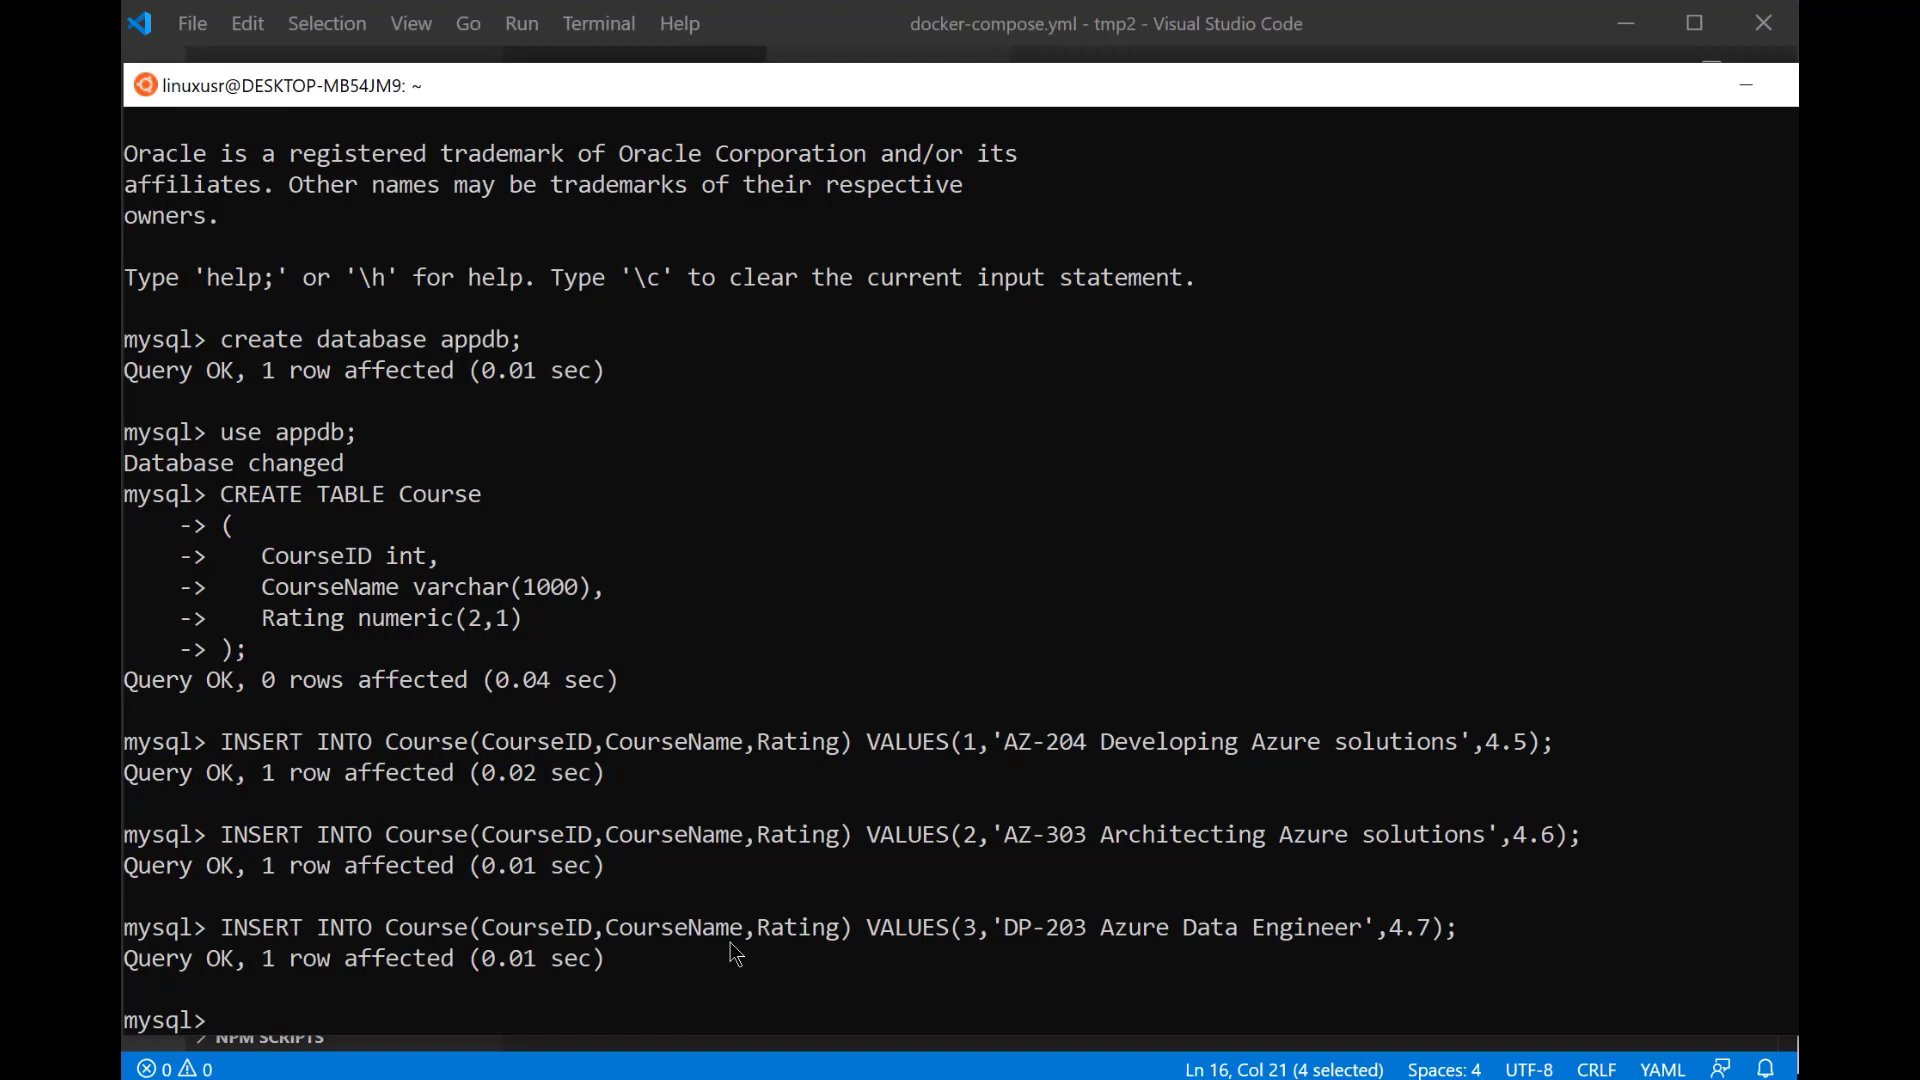 File Edit Selection View Go Run Terminal Help docker-compose.yml - tmp2 - Visual Studio Code
linuxusr@DESKTOP-MB54JM9: ~
Oracle is a registered trademark of Oracle Corporation and/or its
affiliates. Other names may be trademarks of their respective
owners.
Type 'help;' or '\h' for help. Type '\c' to clear the current input statement.
mysql> create database appdb;
Query OK, 1 row affected (0.01 sec)
mysql> use appdb;
Database changed
mysql> CREATE TABLE Course
    -> (
    ->    CourseID int,
    ->    CourseName varchar(1000),
    ->    Rating numeric(2,1)
    -> );
Query OK, 0 rows affected (0.04 sec)
mysql> INSERT INTO Course(CourseID,CourseName,Rating) VALUES(1,'AZ-204 Developing Azure solutions',4.5);
Query OK, 1 row affected (0.02 sec)
mysql> INSERT INTO Course(CourseID,CourseName,Rating) VALUES(2,'AZ-303 Architecting Azure solutions',4.6);
Query OK, 1 row affected (0.01 sec)
mysql> INSERT INTO Course(CourseID,CourseName,Rating) VALUES(3,'DP-203 Azure Data Engineer',4.7);
Query OK, 1 row affected (0.01 sec)
mysql>
NPM SCRIPTS
0 0 Ln 16, Col 21 (4 selected) Spaces: 4 UTF-8 CRLF YAML